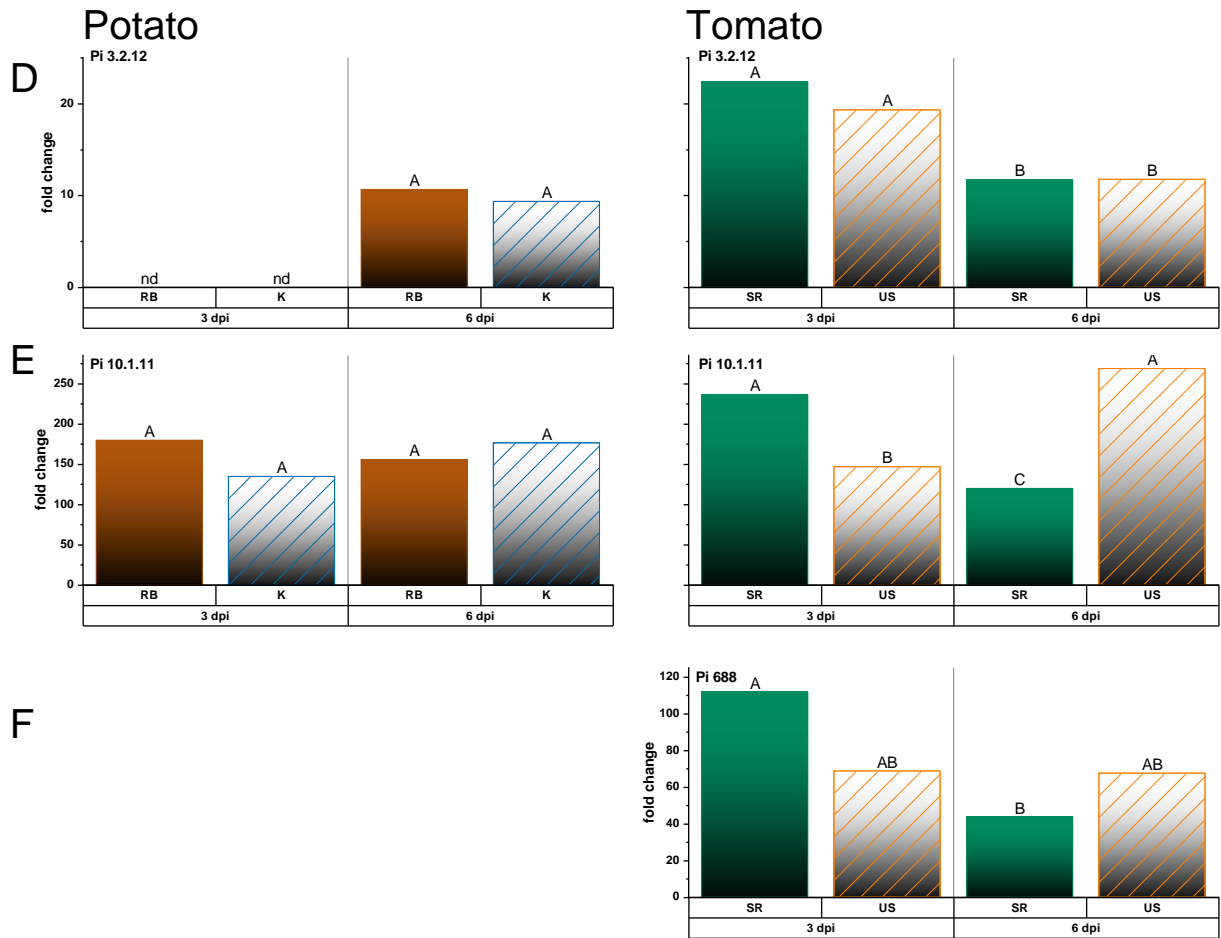 Potato
Tomato
D
Pi 3.2.12
fold change
20
10
0
nd nd A A
RB K RB K
3 dpi 6 dpi
Pi 3.2.12
A A B B
SR US SR US
3 dpi 6 dpi
E
Pi 10.1.11
fold change
250
200
150
100
50
0
A A A A
RB K RB K
3 dpi 6 dpi
Pi 10.1.11
A B C A
SR US SR US
3 dpi 6 dpi
F
Pi 688
fold change
120
100
80
60
40
20
0
A AB B AB
SR US SR US
3 dpi 6 dpi